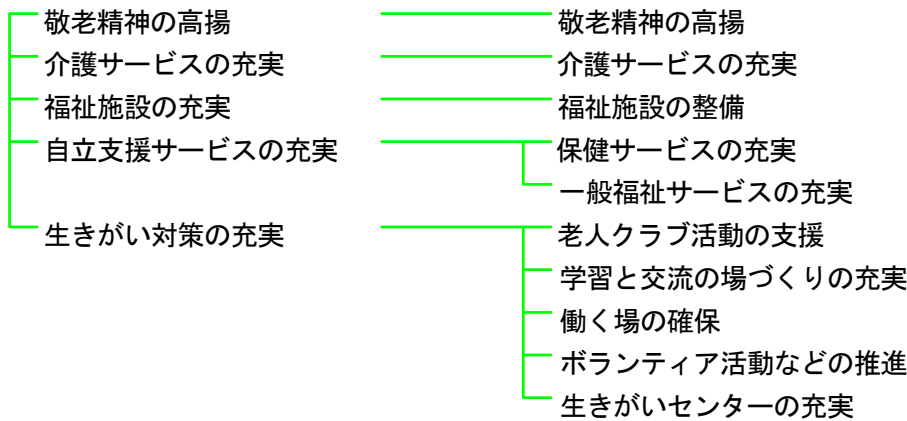 敬老精神の高揚 敬老精神の高揚
介護サービスの充実 介護サービスの充実
福祉施設の充実 福祉施設の整備
自立支援サービスの充実 保健サービスの充実
一般福祉サービスの充実
生きがい対策の充実 老人クラブ活動の支援
学習と交流の場づくりの充実
働く場の確保
ボランティア活動などの推進
生きがいセンターの充実